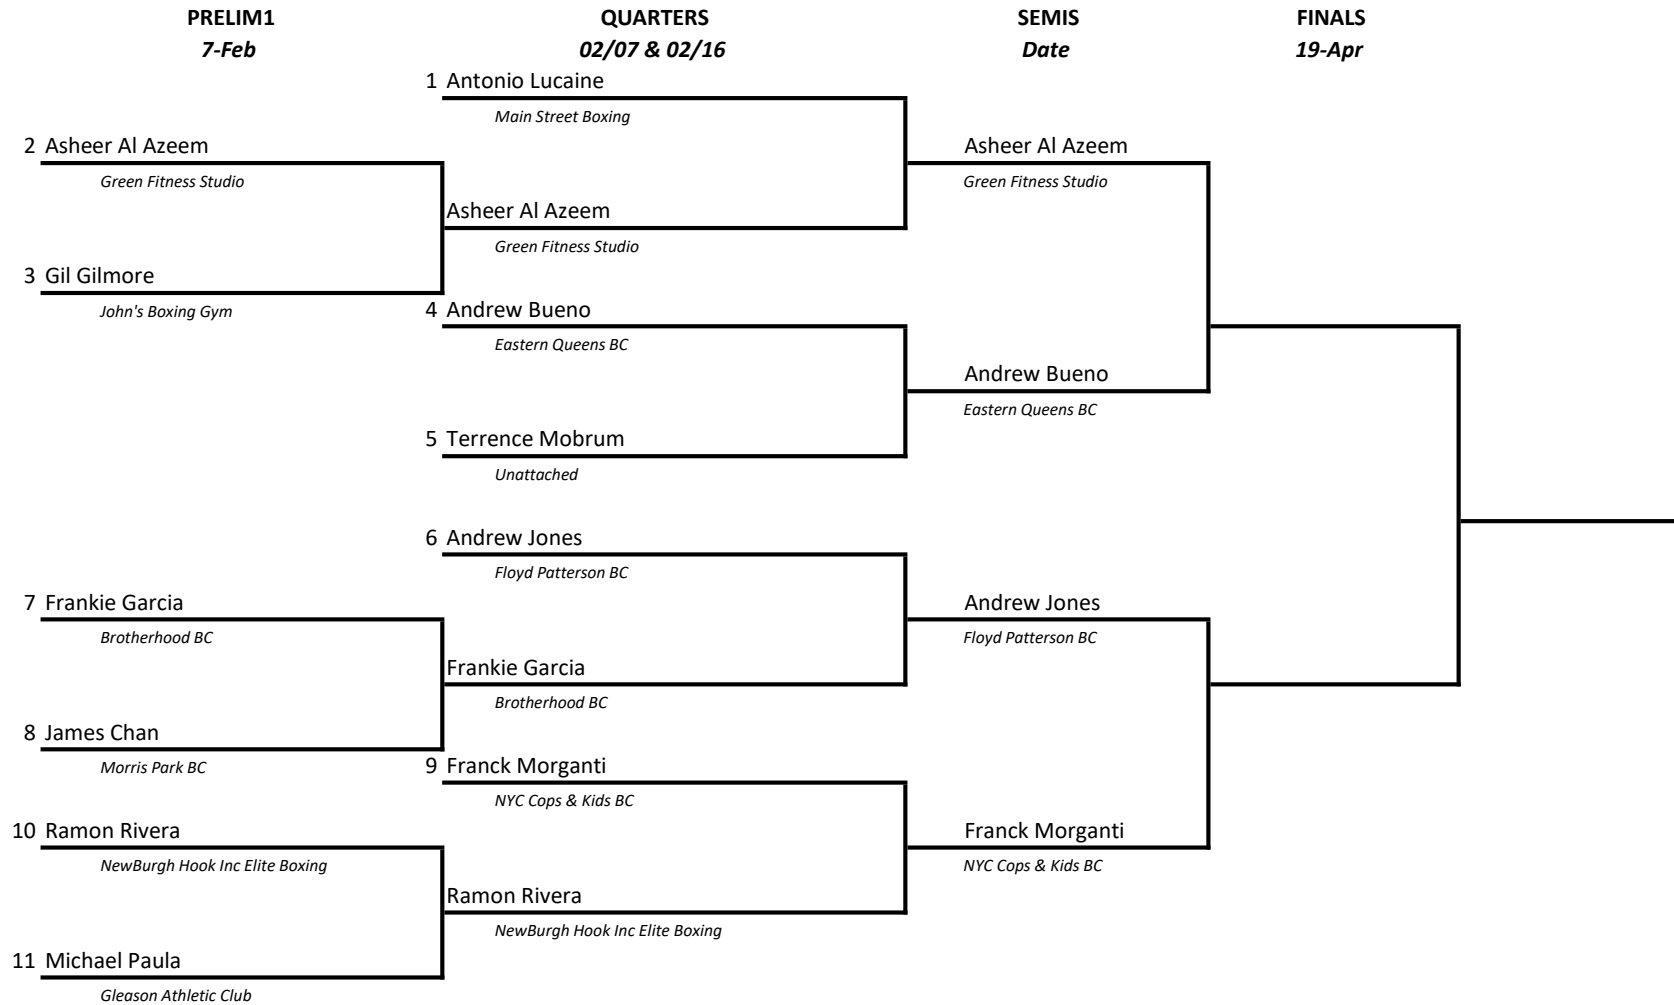 PRELIM1 QUARTERS SEMIS FINALS
7-Feb 02/07 & 02/16 Date 19-Apr
1 Antonio Lucaine
Main Street Boxing
2 Asheer Al Azeem Asheer Al Azeem
Green Fitness Studio Green Fitness Studio
Asheer Al Azeem
Green Fitness Studio
3 Gil Gilmore
John's Boxing Gym
4 Andrew Bueno
Eastern Queens BC
Andrew Bueno
Eastern Queens BC
5 Terrence Mobrum
Unattached
6 Andrew Jones
Floyd Patterson BC
7 Frankie Garcia Andrew Jones
Brotherhood BC Floyd Patterson BC
Frankie Garcia
Brotherhood BC
8 James Chan
Morris Park BC
9 Franck Morganti
NYC Cops & Kids BC
10 Ramon Rivera Franck Morganti
NewBurgh Hook Inc Elite Boxing NYC Cops & Kids BC
Ramon Rivera
NewBurgh Hook Inc Elite Boxing
11 Michael Paula
Gleason Athletic Club